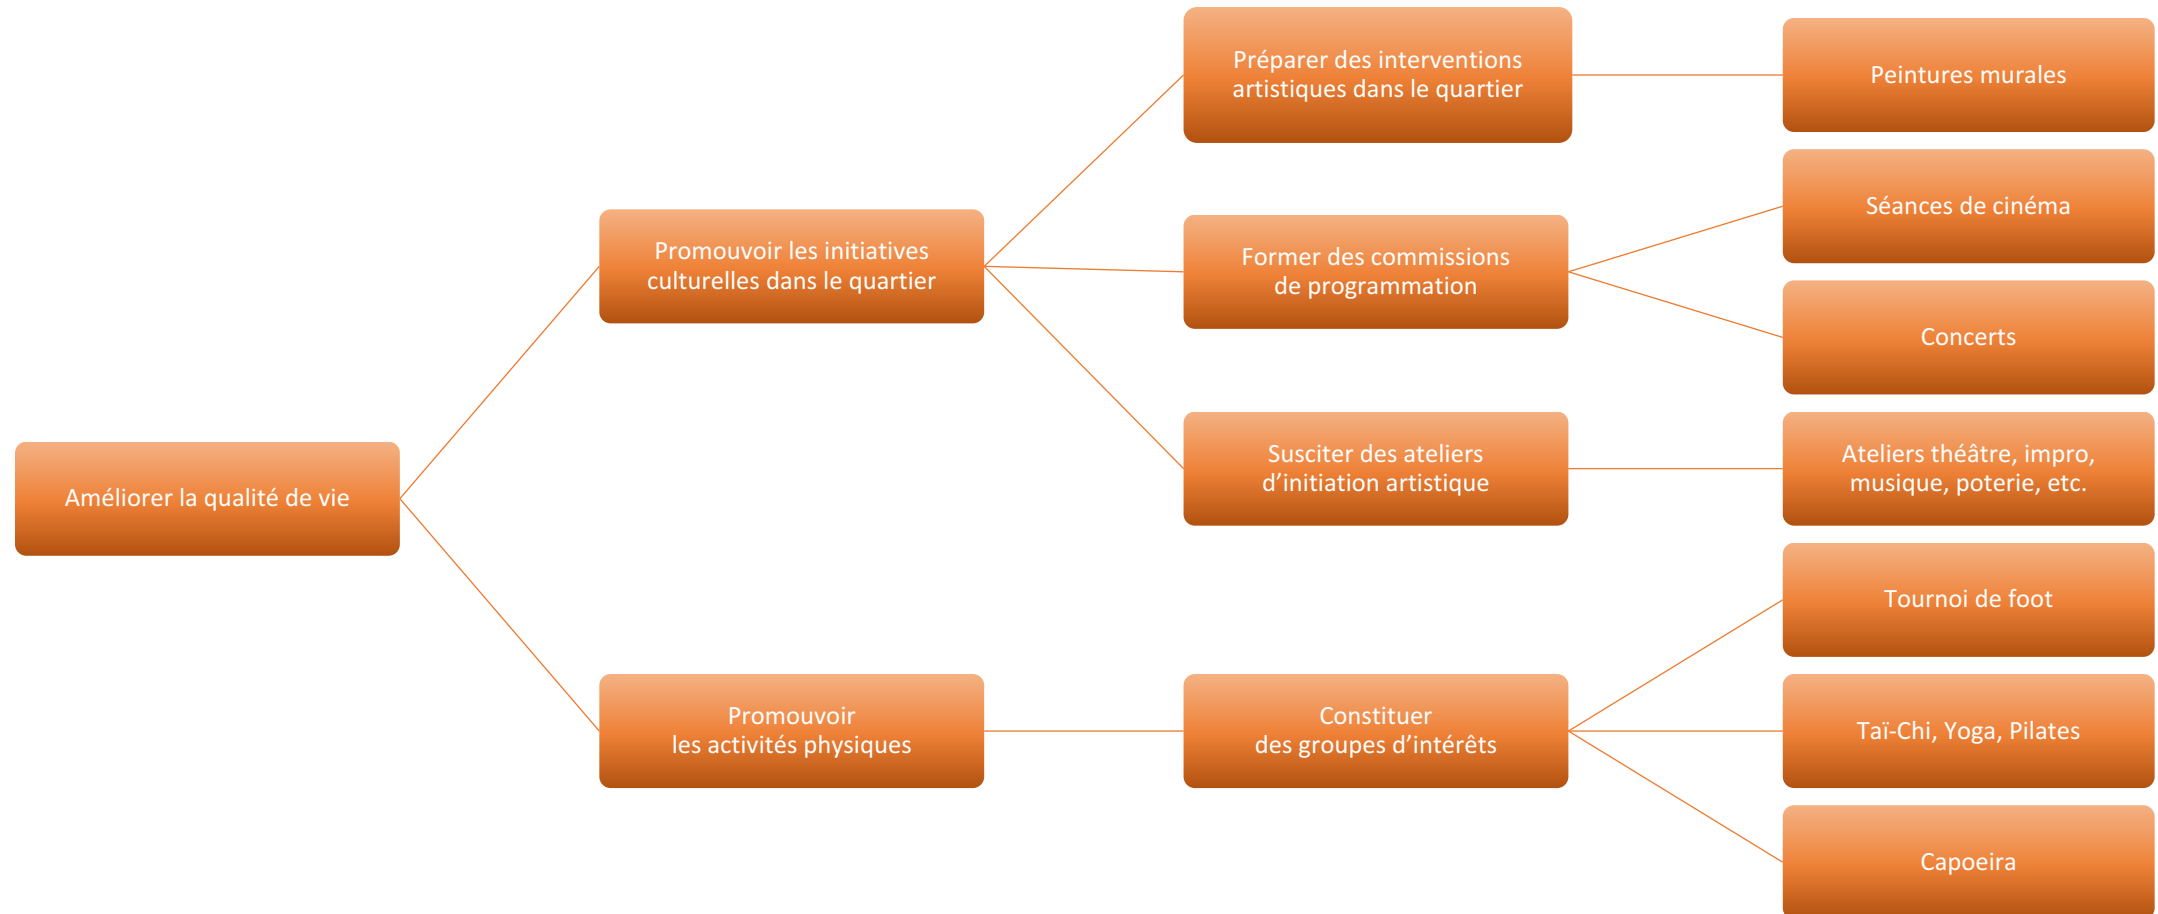 Améliorer la qualité de vie
Promouvoir les initiatives
culturelles dans le quartier
Préparer des interventions
artistiques dans le quartier
Peintures murales
Former des commissions
de programmation
Séances de cinéma
Concerts
Susciter des ateliers
d’initiation artistique
Ateliers théâtre, impro,
musique, poterie, etc.
Promouvoir
les activités physiques
Constituer
des groupes d’intérêts
Tournoi de foot
Taï-Chi, Yoga, Pilates
Capoeira